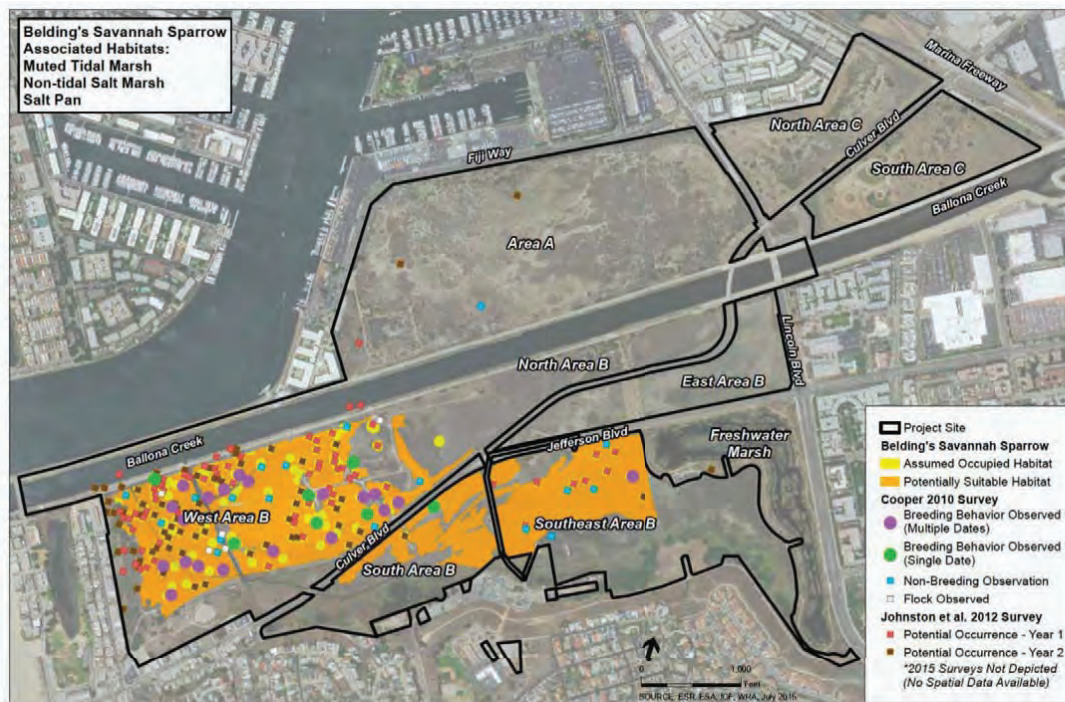 Belding's Savannah Sparrow
Associated Habitats:
Muted Tidal Marsh
Non-tidal Salt Marsh
Salt Pan
Marina Freeway
North Area C
Culver Blvd
South Area C
Fiji Way
Ballona Creek
Area A
North Area B
Lincoln Blvd
East Area B
Ballona Creek
Jefferson Blvd
Freshwater
Marsh
West Area B
Culver Blvd
Southeast Area B
South Area B
Project Site
Belding's Savannah Sparrow
Assumed Occupied Habitat
Potentially Suitable Habitat
Cooper 2010 Survey
Breeding Behavior Observed
(Multiple Dates)
Breeding Behavior Observed
(Single Date)
Non-Breeding Observation
Flock Observed
Johnston et al. 2012 Survey
Potential Occurrence - Year 1
Potential Occurrence - Year 2
*2015 Surveys Not Depicted
(No Spatial Data Available)
0 1,000
Feet
SOURCE: ESRI, ESA, ICF, WRA, July 2015